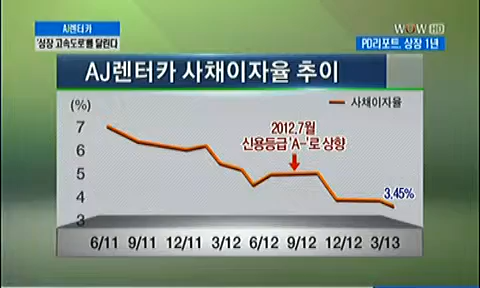 AJ렌터카
'성장 고속도로'를 달린다
WOW HD
PD리포트. 상장 1년
AJ렌터카 사채이자율 추이
(%)
사채이자율
7
6
5
4
3
2012.7월
신용등급 'A-'로 상향
3.45%
6/11 9/11 12/11 3/12 6/12 9/12 12/12 3/13